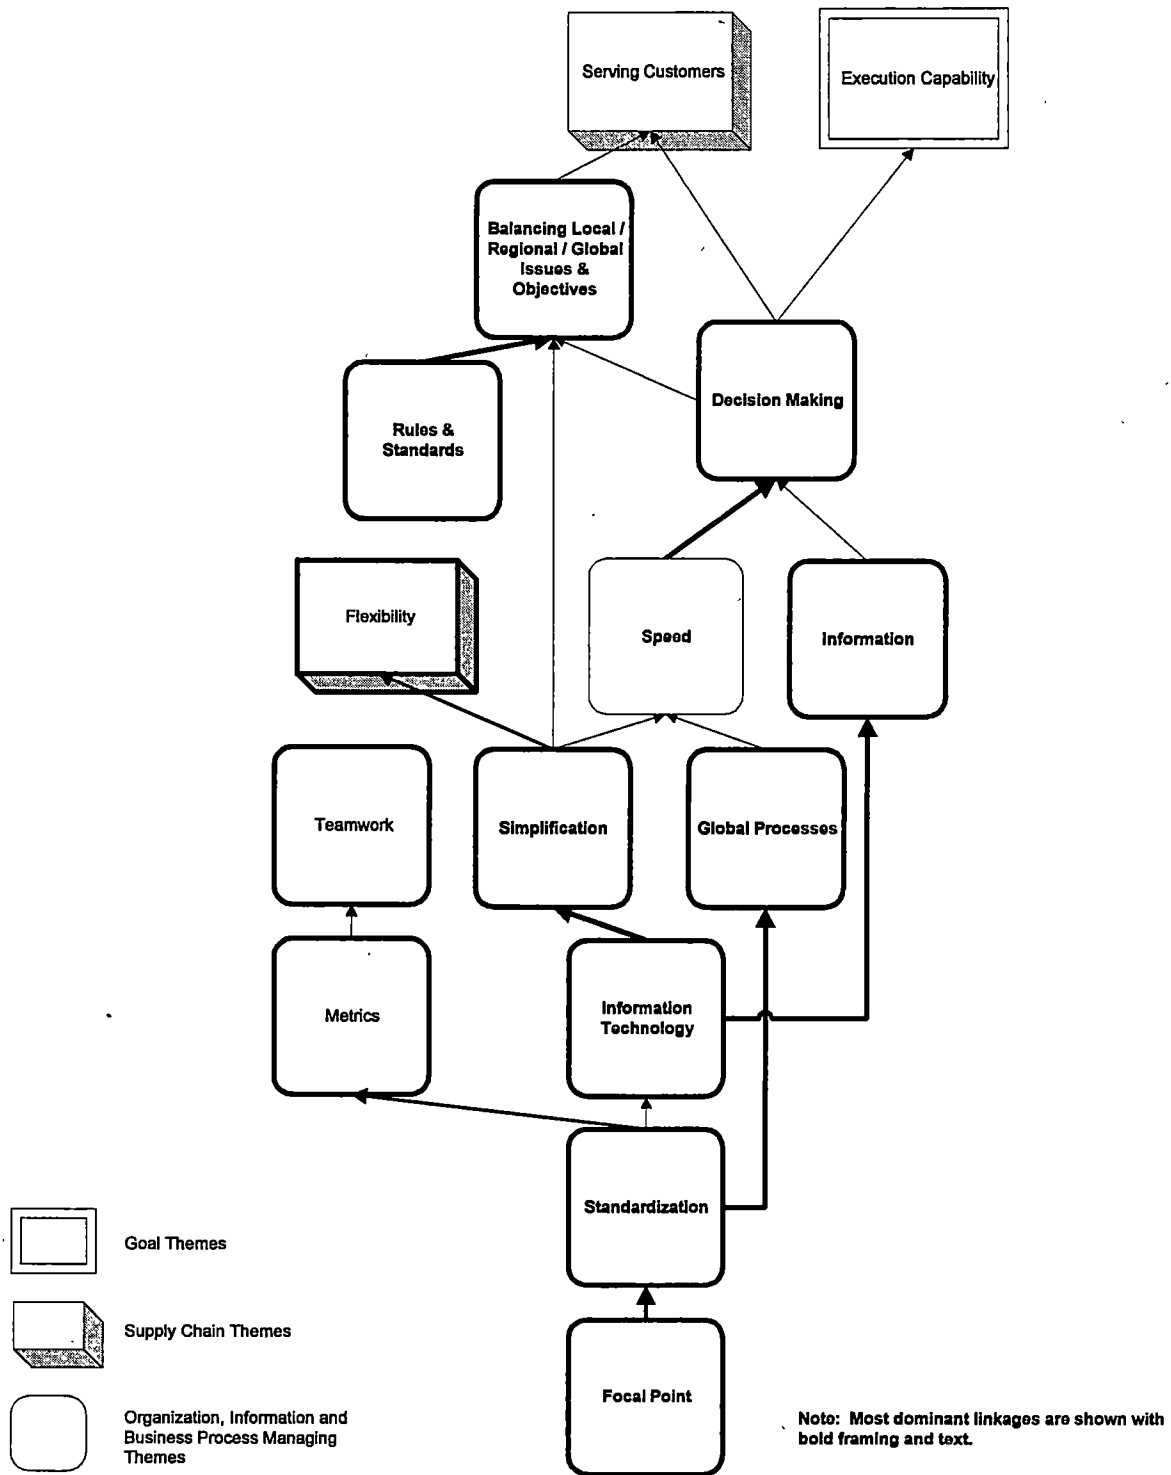 Serving Customers
Execution Capability
Balancing Local /
Regional / Global
Issues &
Objectives
Decision Making
Rules &
Standards
Flexibility
Speed
Information
Teamwork
Simplification
Global Processes
Metrics
Information
Technology
Standardization
Focal Point
Goal Themes
Supply Chain Themes
Organization, Information and
Business Process Managing
Themes
Note: Most dominant linkages are shown with
bold framing and text.